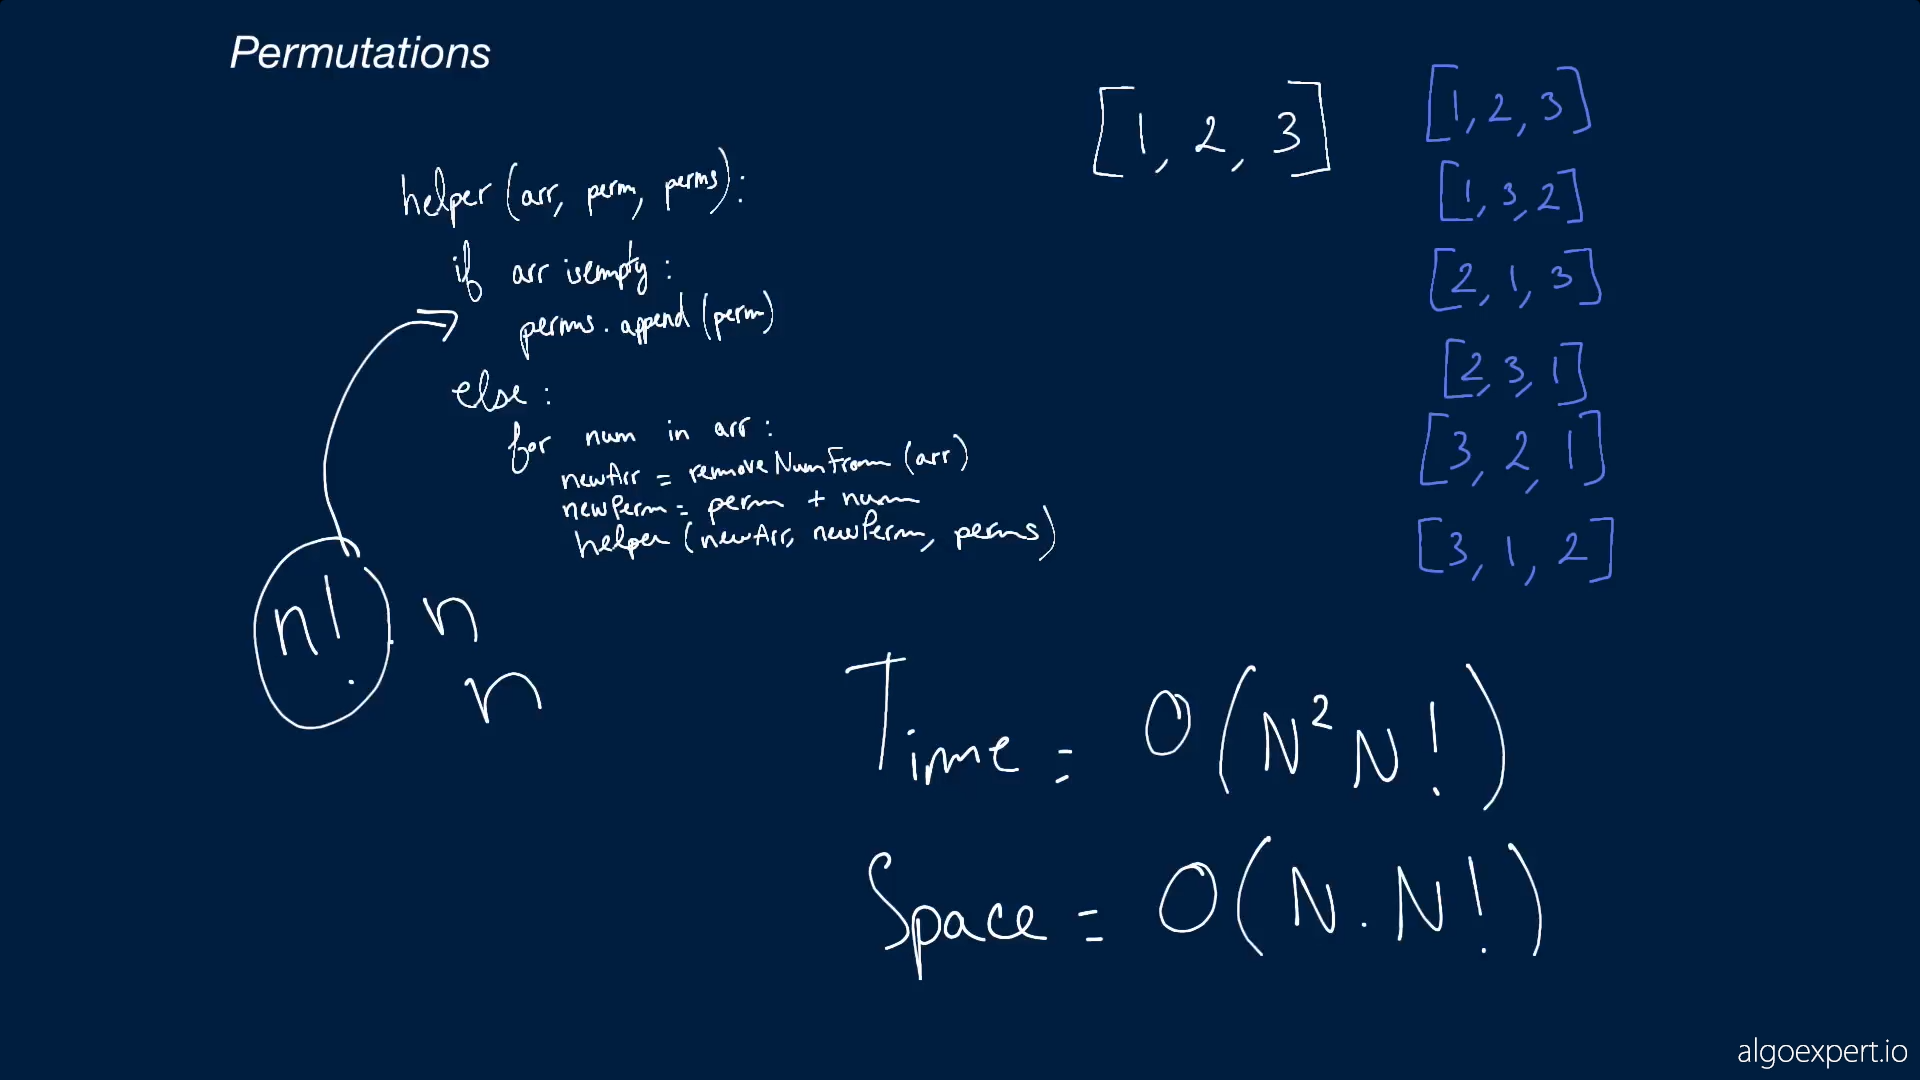 Permutations
helper (arr, perm, perms):
if arr isempty:
perms.append(perm)
else:
for num in arr:
newArr = removeNumFrom (arr)
newPerm = perm + num
helper (newArr, newPerm, perms)
n! . n
n
[1, 2, 3]
[1, 2, 3]
[1, 3, 2]
[2, 1, 3]
[2, 3, 1]
[3, 2, 1]
[3, 1, 2]
Time = O(N² N!)
Space = O(N . N!)
algoexpert.io